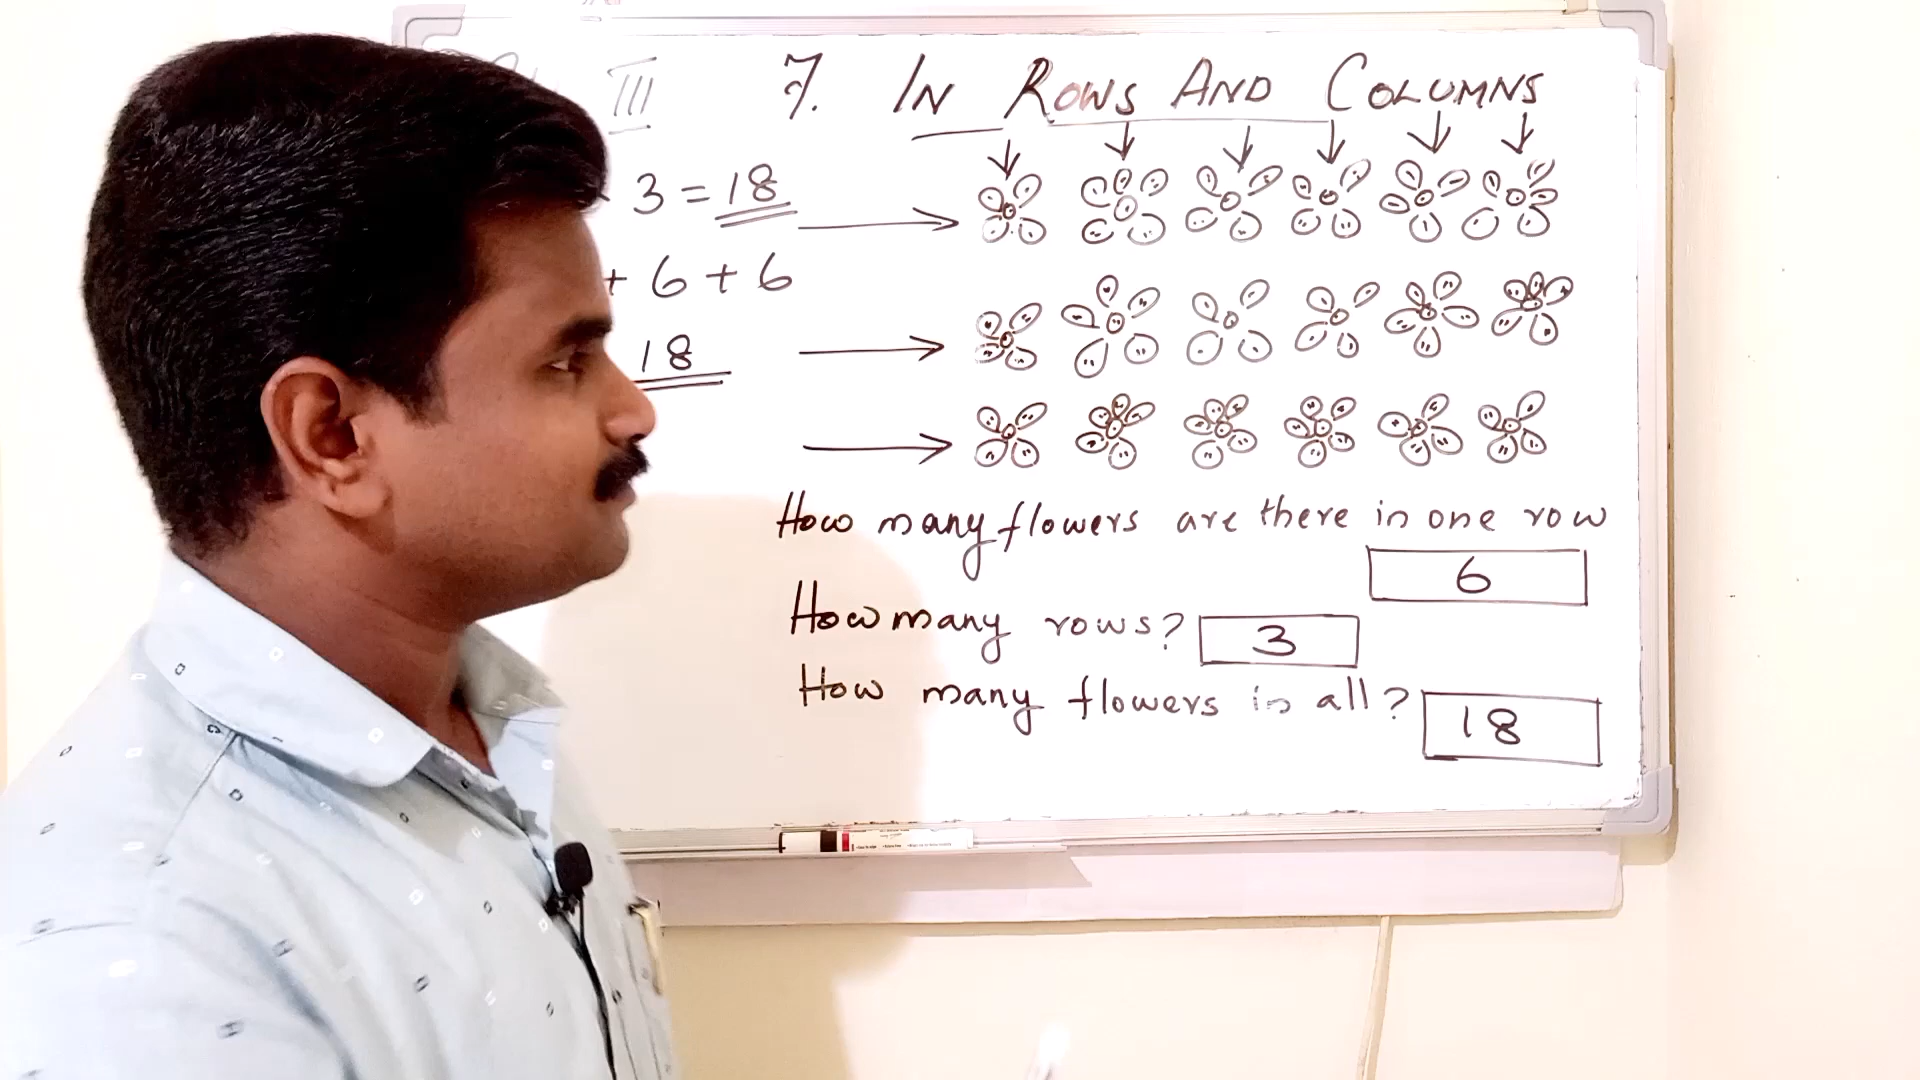 III 7. IN ROWS AND COLUMNS
3 = 18
+ 6 + 6
18
How many flowers are there in one row
6
How many rows? 3
How many flowers in all? 18